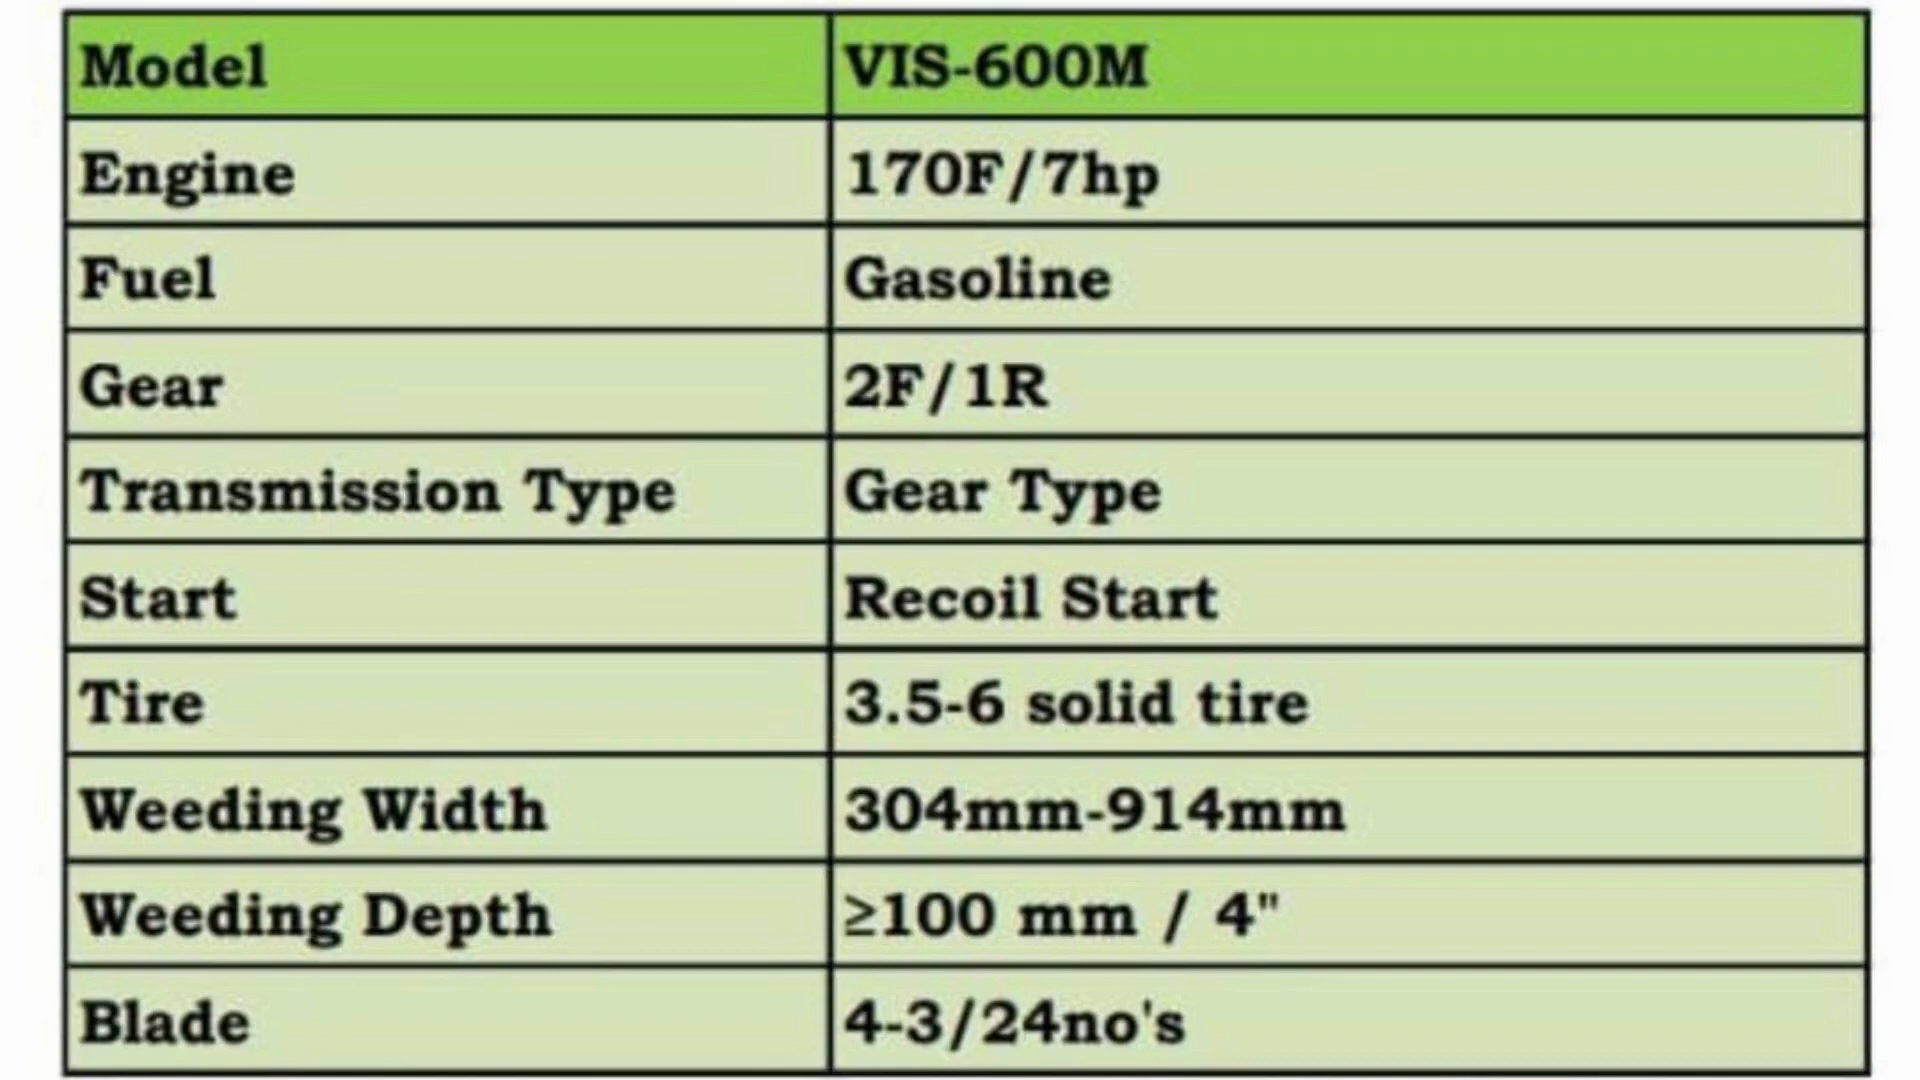 Model VIS-600M
Engine 170F/7hp
Fuel Gasoline
Gear 2F/1R
Transmission Type Gear Type
Start Recoil Start
Tire 3.5-6 solid tire
Weeding Width 304mm-914mm
Weeding Depth ≥100 mm / 4"
Blade 4-3/24no's